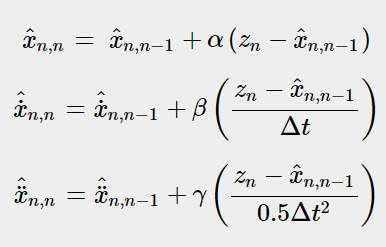 x̂ₙ,ₙ = x̂ₙ,ₙ₋₁ + α (zₙ − x̂ₙ,ₙ₋₁)
ẋ̂ₙ,ₙ = ẋ̂ₙ,ₙ₋₁ + β ((zₙ − x̂ₙ,ₙ₋₁) / Δt)
ẍ̂ₙ,ₙ = ẍ̂ₙ,ₙ₋₁ + γ ((zₙ − x̂ₙ,ₙ₋₁) / 0.5Δt²)